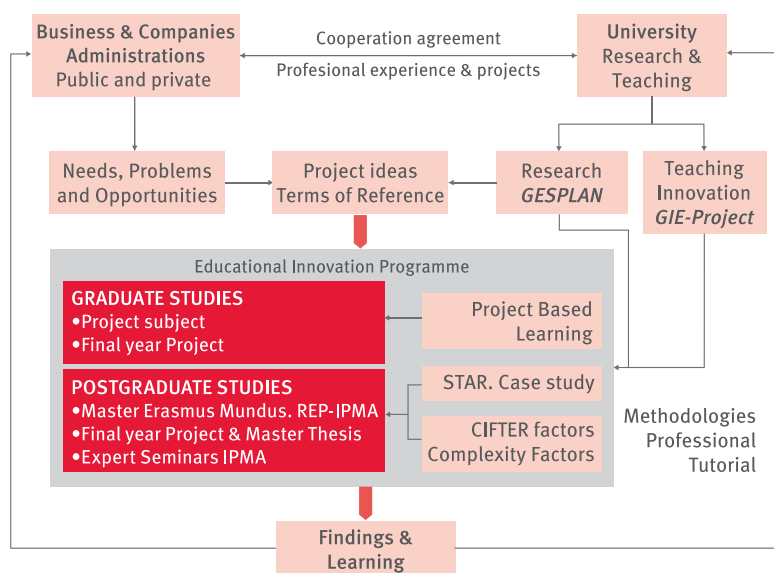 Business & Companies
Administrations
Public and private
Cooperation agreement
Profesional experience & projects
University
Research &
Teaching
Needs, Problems
and Opportunities
Project ideas
Terms of Reference
Research
GESPLAN
Teaching
Innovation
GIE-Project
Educational Innovation Programme
GRADUATE STUDIES
•Project subject
•Final year Project
Project Based
Learning
POSTGRADUATE STUDIES
•Master Erasmus Mundus. REP-IPMA
•Final year Project & Master Thesis
•Expert Seminars IPMA
STAR. Case study
CIFTER factors
Complexity Factors
Methodologies
Professional
Tutorial
Findings &
Learning